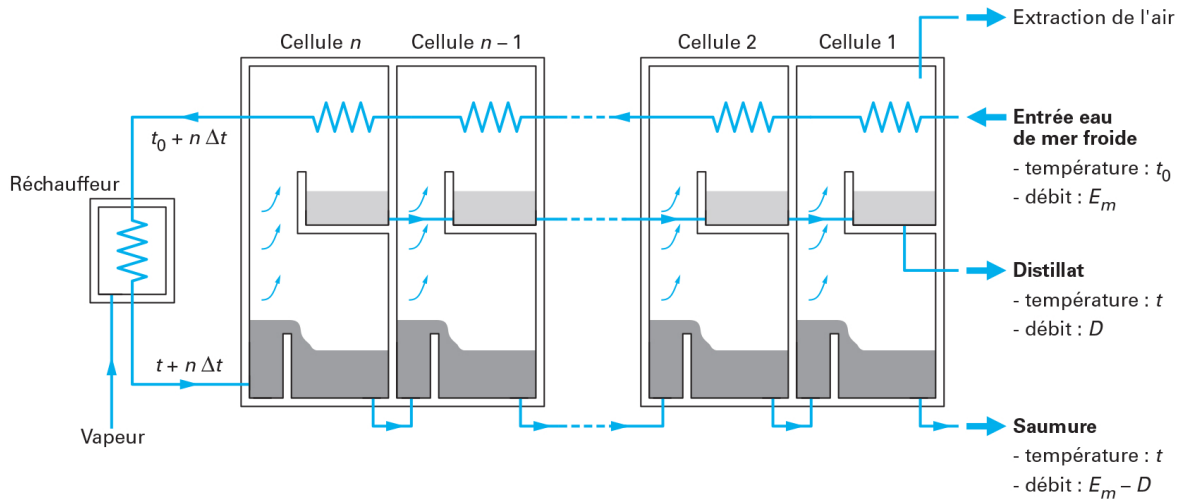 Cellule n
Cellule n – 1
Cellule 2
Cellule 1
Extraction de l'air
Entrée eau
de mer froide
- température : t₀
- débit : Eₘ
t₀ + n Δt
Réchauffeur
Distillat
- température : t
- débit : D
t + n Δt
Vapeur
Saumure
- température : t
- débit : Eₘ – D